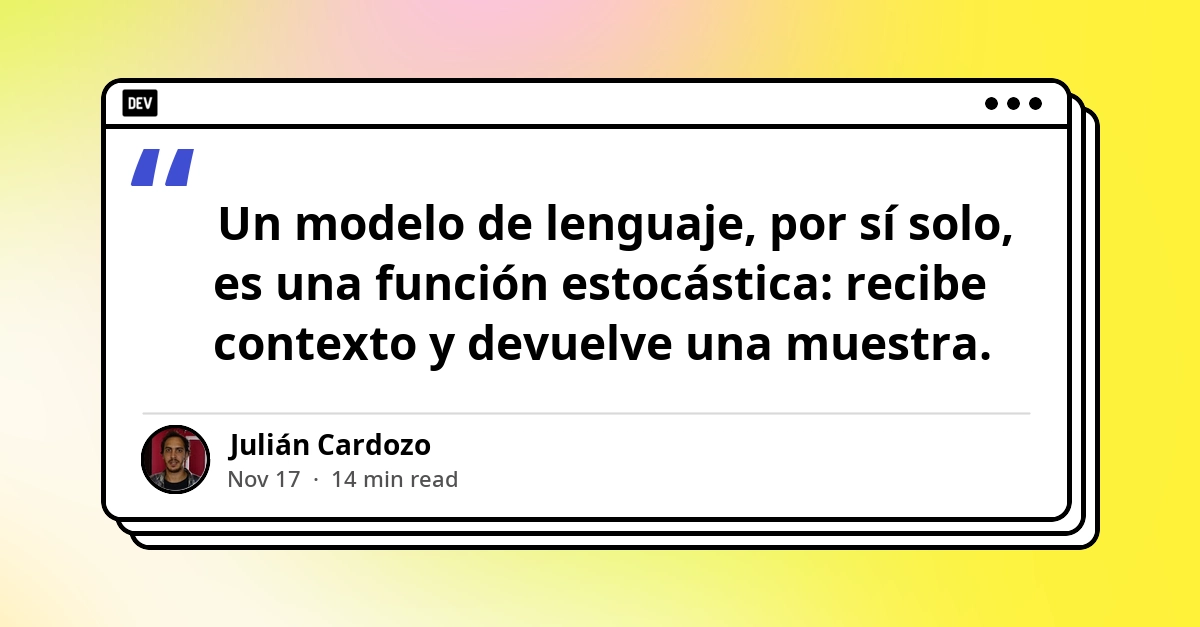 DEV
Un modelo de lenguaje, por sí solo,
es una función estocástica: recibe
contexto y devuelve una muestra.
Julián Cardozo
Nov 17 · 14 min read